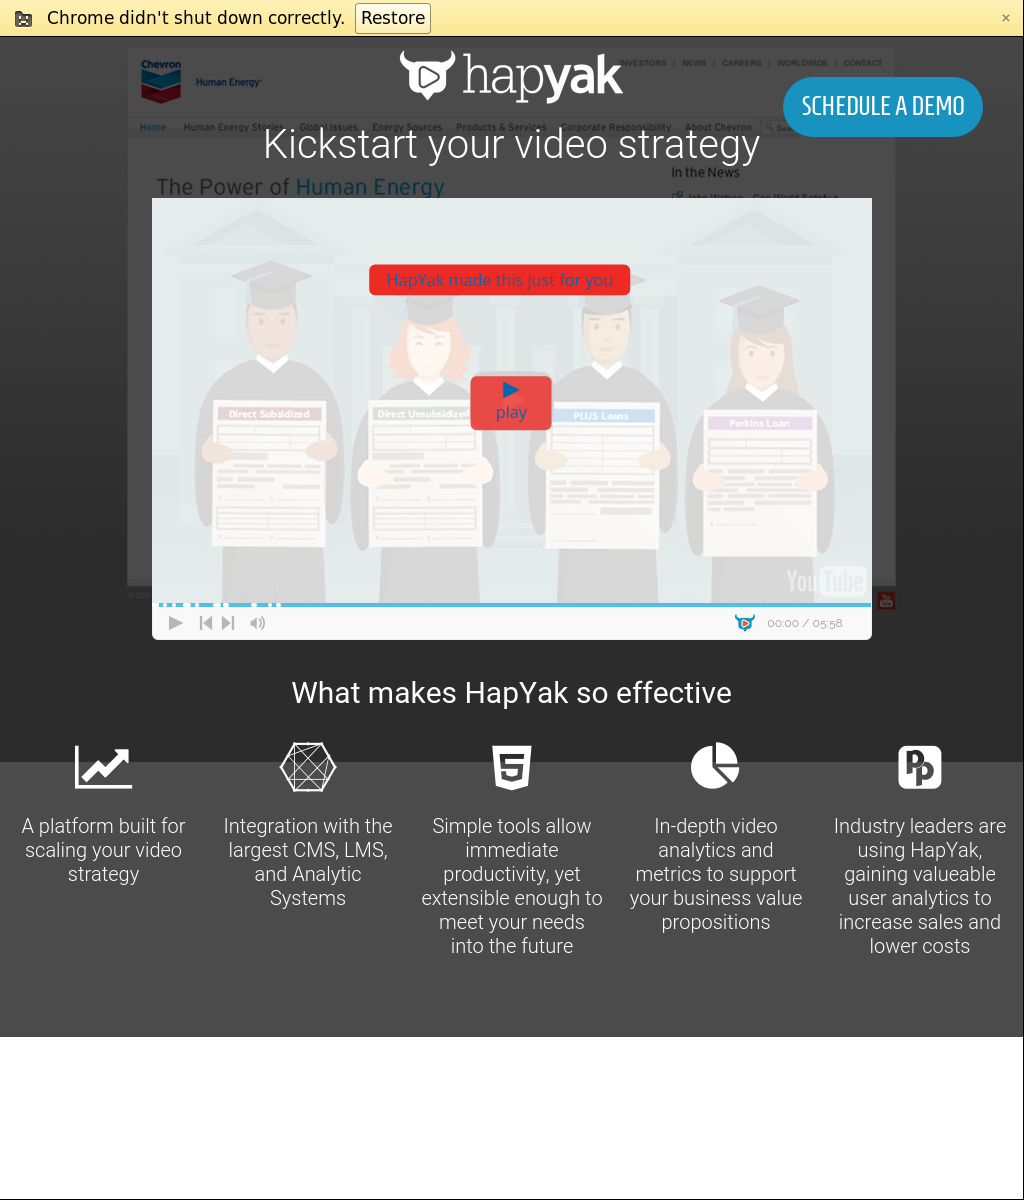 Chrome didn't shut down correctly. Restore
×
Chevron
Human Energy
INVESTORS | NEWS | CAREERS | WORLDWIDE | CONTACT
hapyak
SCHEDULE A DEMO
Home Human Energy Stories Global Issues Energy Sources Products & Services Corporate Responsibility About Chevron
Kickstart your video strategy
In the News
The Power of Human Energy
HapYak made this just for you
play
Direct Subsidized Direct Unsubsidized PLUS Loans Perkins Loan
YouTube
00:00 / 05:58
What makes HapYak so effective
A platform built for
scaling your video
strategy
Integration with the
largest CMS, LMS,
and Analytic
Systems
Simple tools allow
immediate
productivity, yet
extensible enough to
meet your needs
into the future
In-depth video
analytics and
metrics to support
your business value
propositions
Industry leaders are
using HapYak,
gaining valueable
user analytics to
increase sales and
lower costs